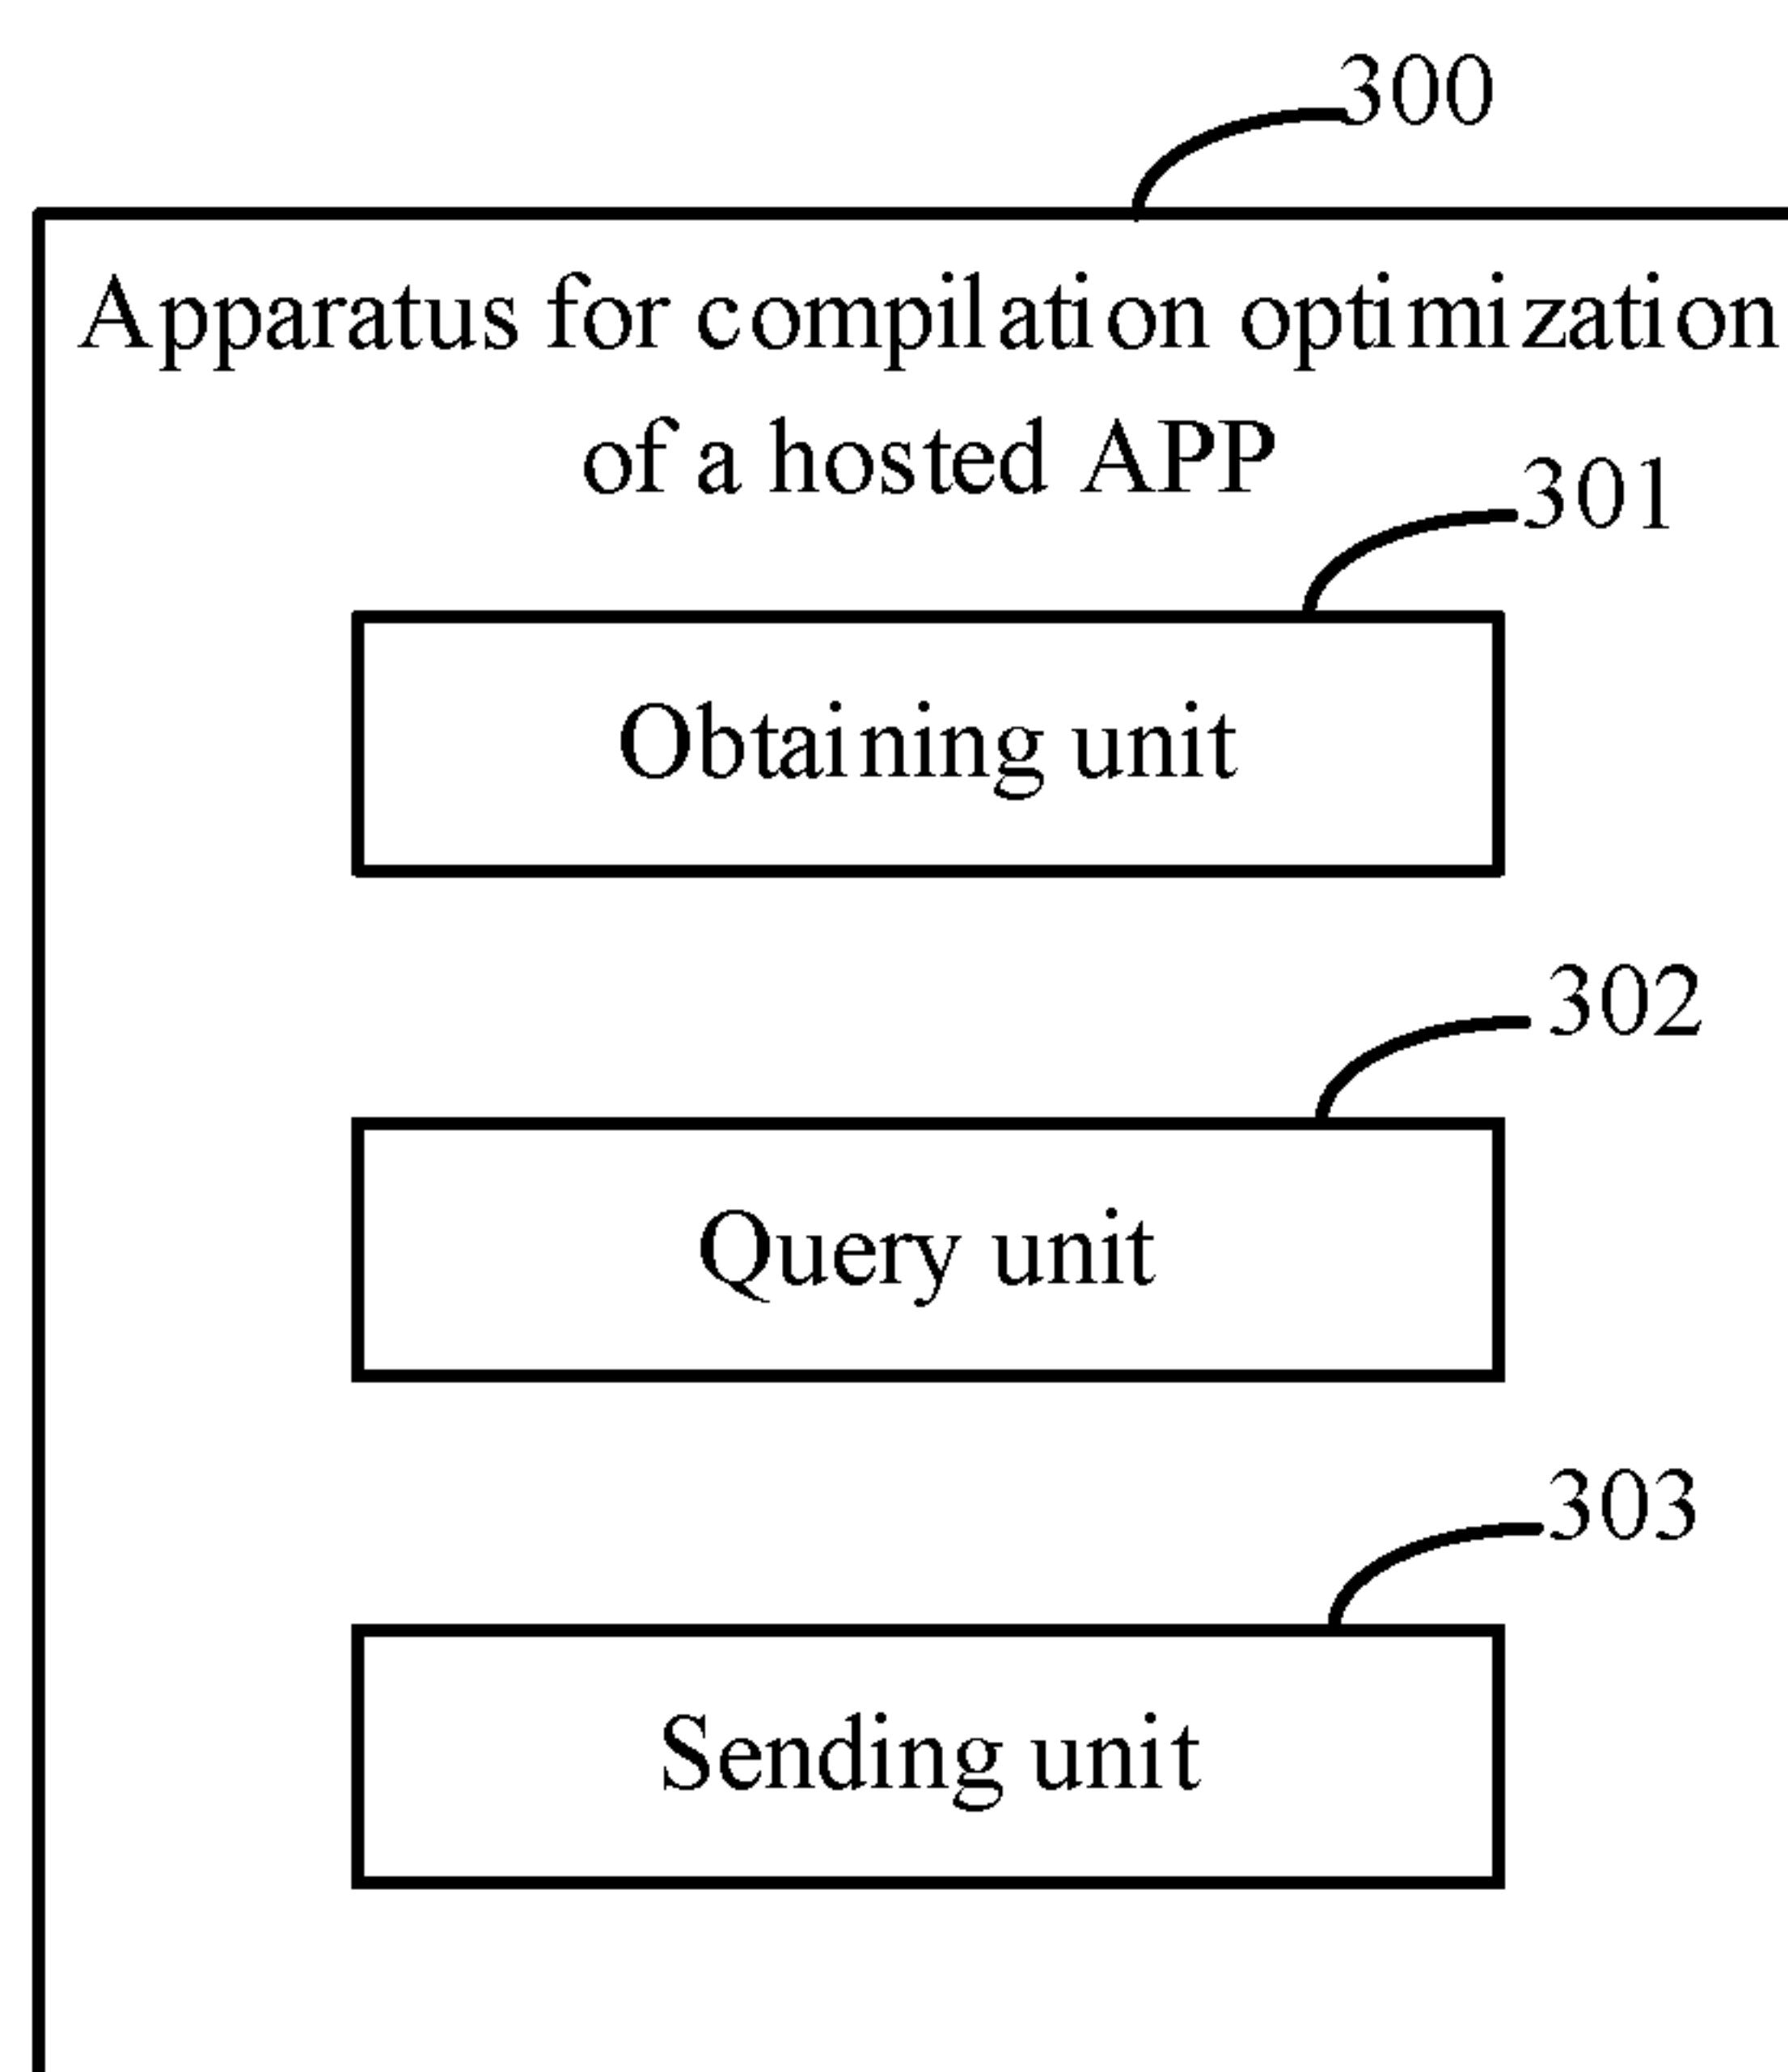 300
Apparatus for compilation optimization
of a hosted APP
301
Obtaining unit
302
Query unit
303
Sending unit